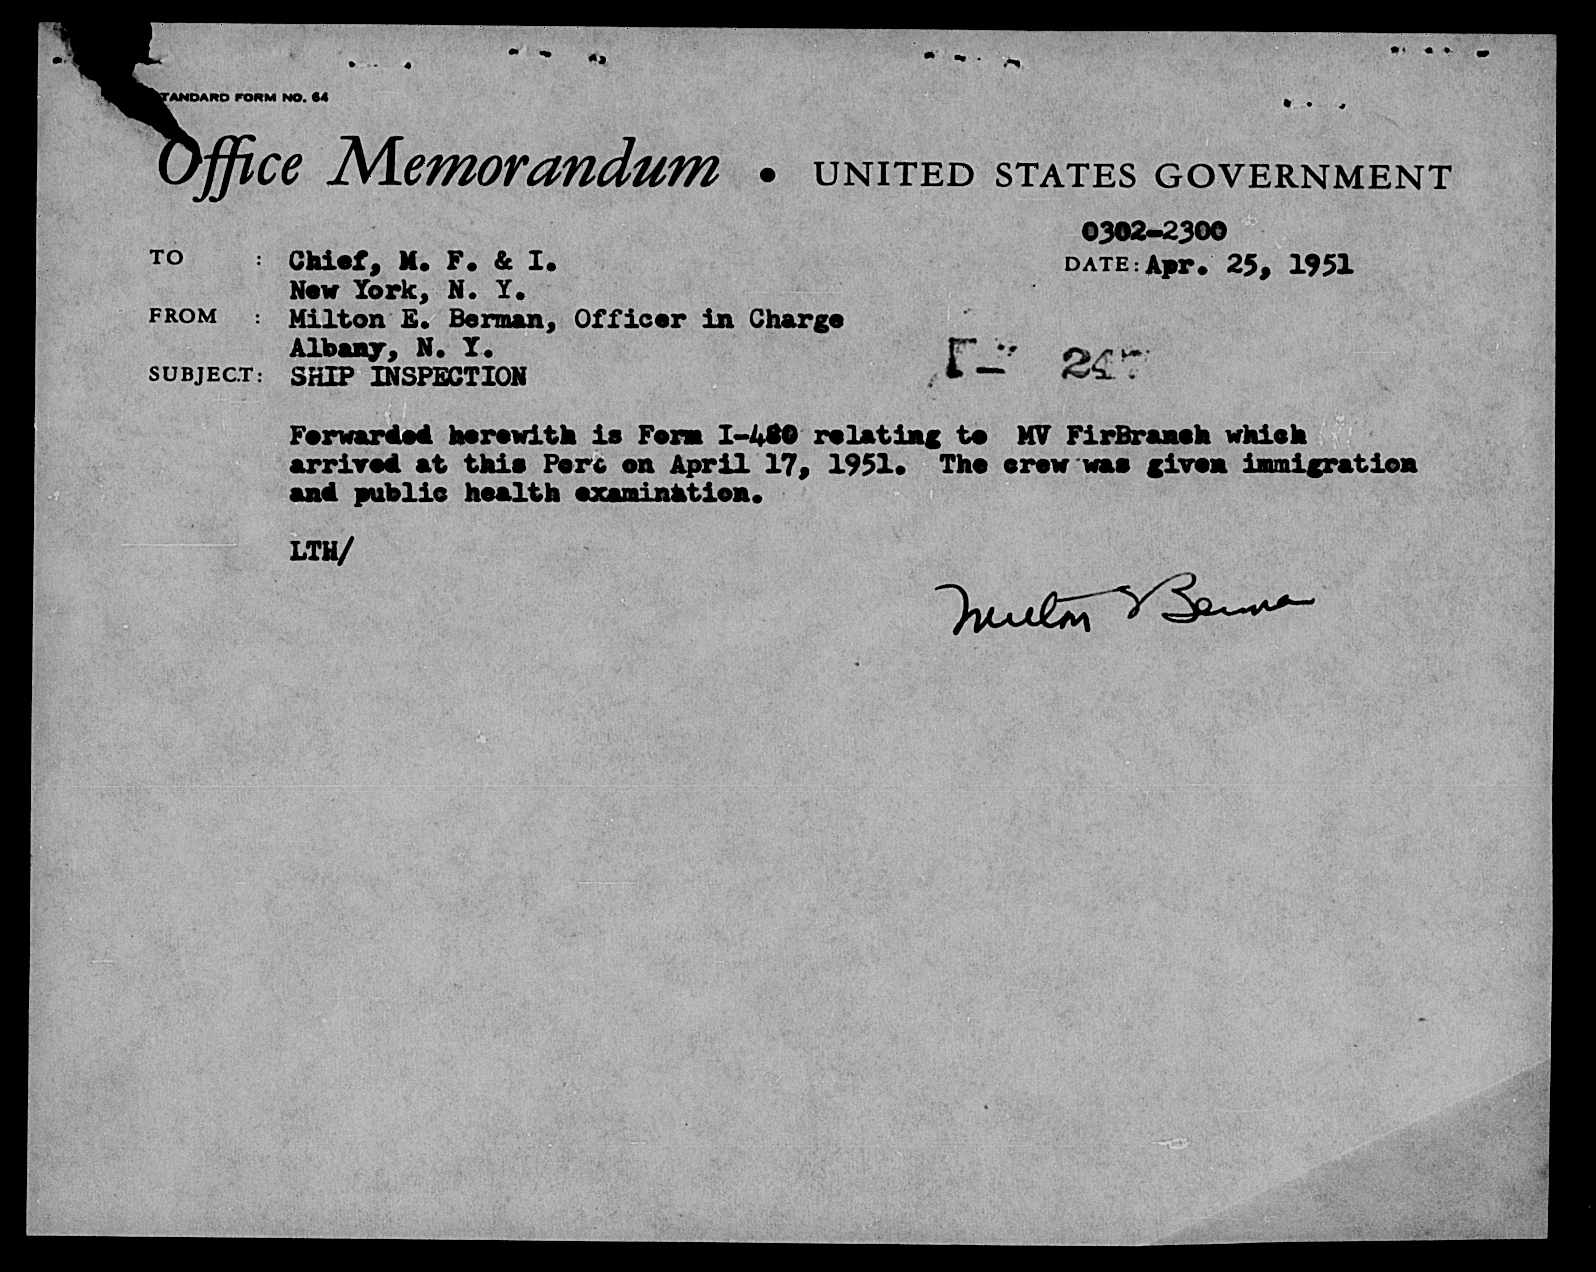 STANDARD FORM NO. 64
Office Memorandum • UNITED STATES GOVERNMENT
0302-2300
TO : Chief, M. F. & I.
DATE: Apr. 25, 1951
New York, N. Y.
FROM : Milton E. Berman, Officer in Charge
Albany, N. Y.
SUBJECT: SHIP INSPECTION
Forwarded herewith is Form I-480 relating to MV FirBranch which
arrived at this Port on April 17, 1951. The crew was given immigration
and public health examination.
LTH/
Milton E Berman